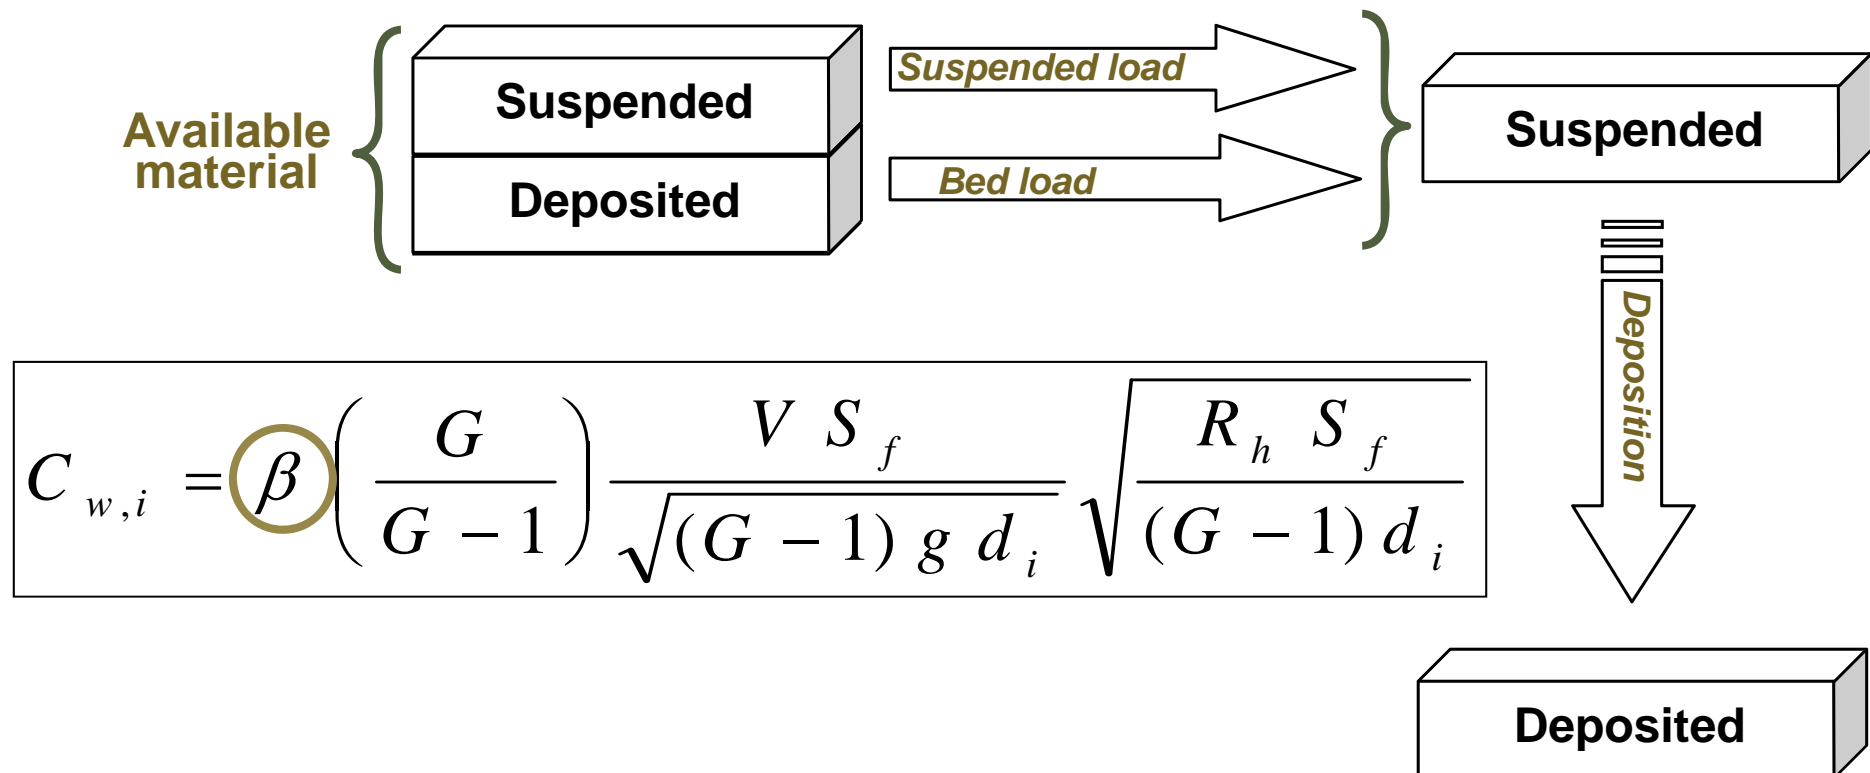 Available
material
Suspended
Deposited
Suspended load
Bed load
Suspended
Deposition
C_{w,i} = β (G / (G − 1)) (V S_f / √((G − 1) g d_i)) √(R_h S_f / ((G − 1) d_i))
Deposited